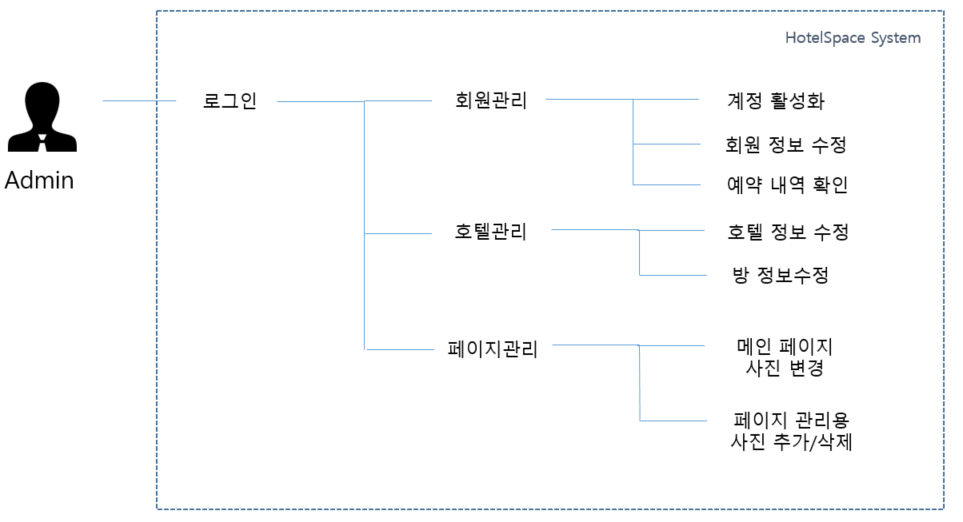 HotelSpace System
Admin
로그인
회원관리
계정 활성화
회원 정보 수정
예약 내역 확인
호텔관리
호텔 정보 수정
방 정보수정
페이지관리
메인 페이지
사진 변경
페이지 관리용
사진 추가/삭제